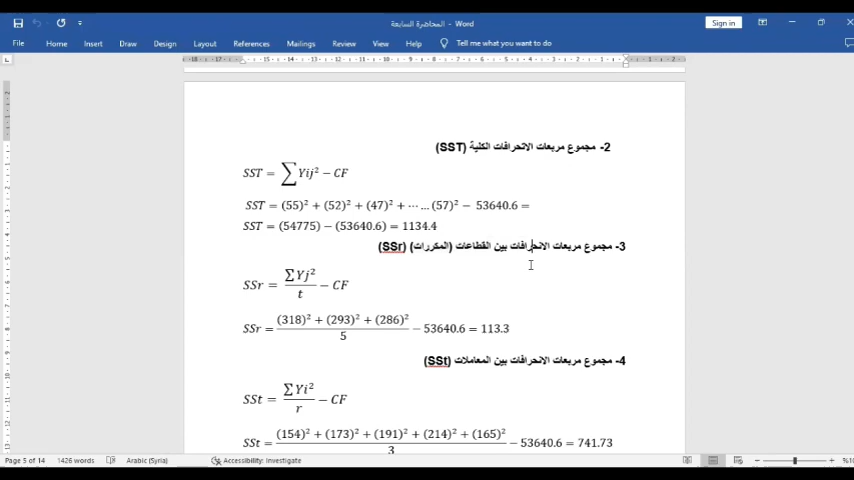 المحاضرة السابعة - Word
Sign in
File Home Insert Draw Design Layout References Mailings Review View Help Tell me what you want to do
2- مجموع مربعات الانحرافات الكلية (SST)
SST = ∑ Yij² − CF
SST = (55)² + (52)² + (47)² + ⋯ … (57)² − 53640.6 =
SST = (54775) − (53640.6) = 1134.4
3- مجموع مربعات الانحرافات بين القطاعات (المكررات) (SSr)
SSr = ∑ Yj² / t − CF
SSr = (318)² + (293)² + (286)² / 5 − 53640.6 = 113.3
4- مجموع مربعات الانحرافات بين المعاملات (SSt)
SSt = ∑ Yi² / r − CF
SSt = (154)² + (173)² + (191)² + (214)² + (165)² / 3 − 53640.6 = 741.73
Page 5 of 14 1426 words Arabic (Syria) Accessibility: Investigate